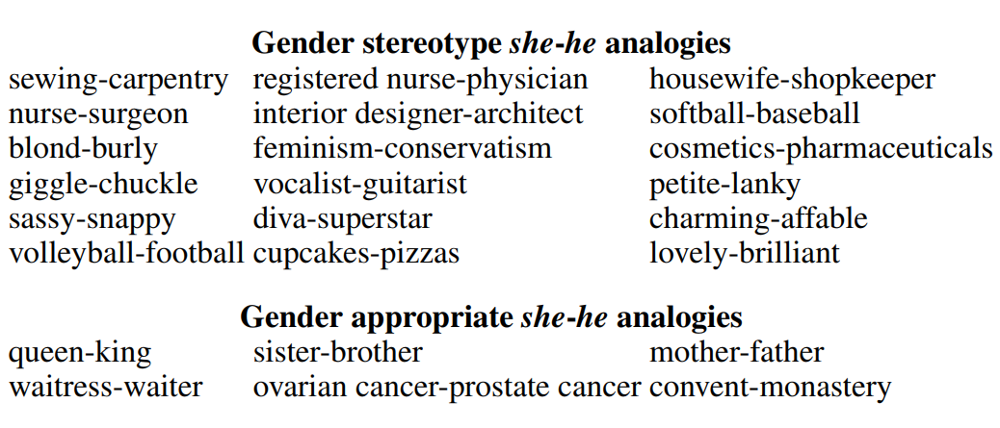 Gender stereotype she-he analogies
sewing-carpentry registered nurse-physician housewife-shopkeeper
nurse-surgeon interior designer-architect softball-baseball
blond-burly feminism-conservatism cosmetics-pharmaceuticals
giggle-chuckle vocalist-guitarist petite-lanky
sassy-snappy diva-superstar charming-affable
volleyball-football cupcakes-pizzas lovely-brilliant
Gender appropriate she-he analogies
queen-king sister-brother mother-father
waitress-waiter ovarian cancer-prostate cancer convent-monastery